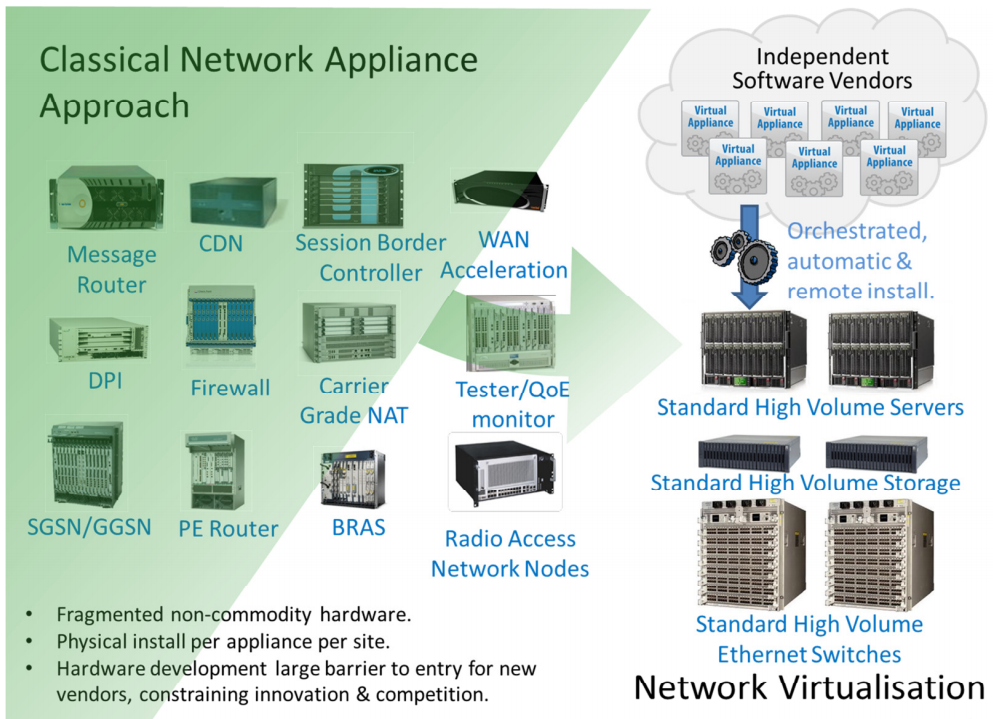 Classical Network Appliance
Approach
Message
Router
CDN
Session Border
Controller
WAN
Acceleration
DPI
Firewall
Carrier
Grade NAT
Tester/QoE
monitor
SGSN/GGSN
PE Router
BRAS
Radio Access
Network Nodes
• Fragmented non-commodity hardware.
• Physical install per appliance per site.
• Hardware development large barrier to entry for new
vendors, constraining innovation & competition.
Independent
Software Vendors
Virtual
Appliance
Virtual
Appliance
Virtual
Appliance
Virtual
Appliance
Virtual
Appliance
Virtual
Appliance
Virtual
Appliance
Orchestrated,
automatic &
remote install.
Standard High Volume Servers
Standard High Volume Storage
Standard High Volume
Ethernet Switches
Network Virtualisation